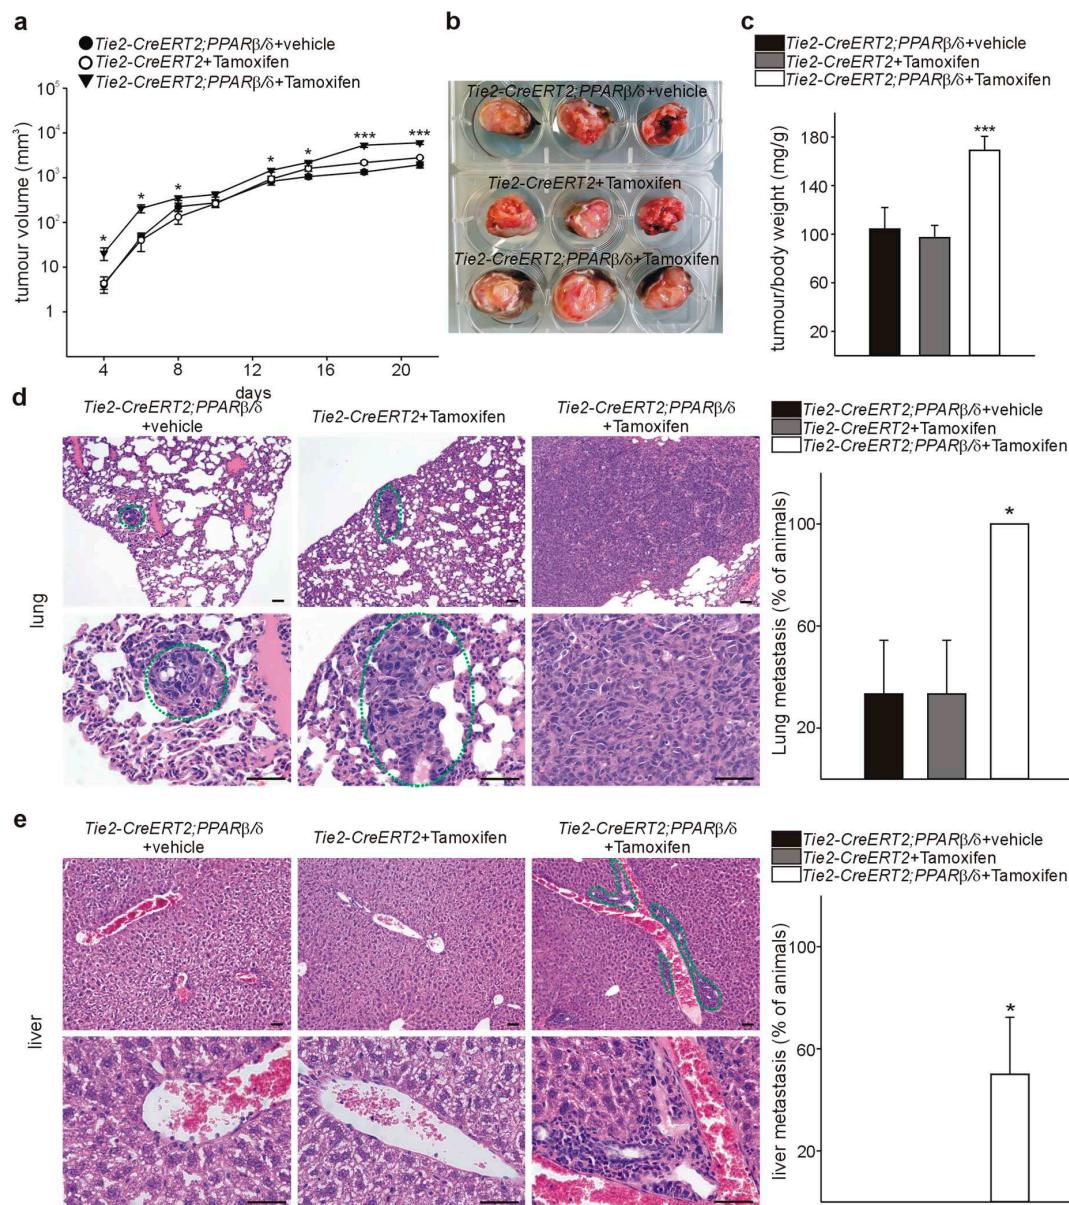 a
Tie2-CreERT2;PPARβ/δ+vehicle
Tie2-CreERT2+Tamoxifen
Tie2-CreERT2;PPARβ/δ+Tamoxifen
tumour volume (mm³)
10⁵
10⁴
10³
10²
10
1
* * * * * *** ***
4 8 12 16 20
days
b
Tie2-CreERT2;PPARβ/δ+vehicle
Tie2-CreERT2+Tamoxifen
Tie2-CreERT2;PPARβ/δ+Tamoxifen
c
Tie2-CreERT2;PPARβ/δ+vehicle
Tie2-CreERT2+Tamoxifen
Tie2-CreERT2;PPARβ/δ+Tamoxifen
tumour/body weight (mg/g)
180
140
100
60
20
***
d
Tie2-CreERT2;PPARβ/δ
+vehicle
Tie2-CreERT2+Tamoxifen
Tie2-CreERT2;PPARβ/δ
+Tamoxifen
lung
Tie2-CreERT2;PPARβ/δ+vehicle
Tie2-CreERT2+Tamoxifen
Tie2-CreERT2;PPARβ/δ+Tamoxifen
Lung metastasis (% of animals)
100
60
20
*
e
Tie2-CreERT2;PPARβ/δ
+vehicle
Tie2-CreERT2+Tamoxifen
Tie2-CreERT2;PPARβ/δ
+Tamoxifen
liver
Tie2-CreERT2;PPARβ/δ+vehicle
Tie2-CreERT2+Tamoxifen
Tie2-CreERT2;PPARβ/δ+Tamoxifen
liver metastasis (% of animals)
100
60
20
*